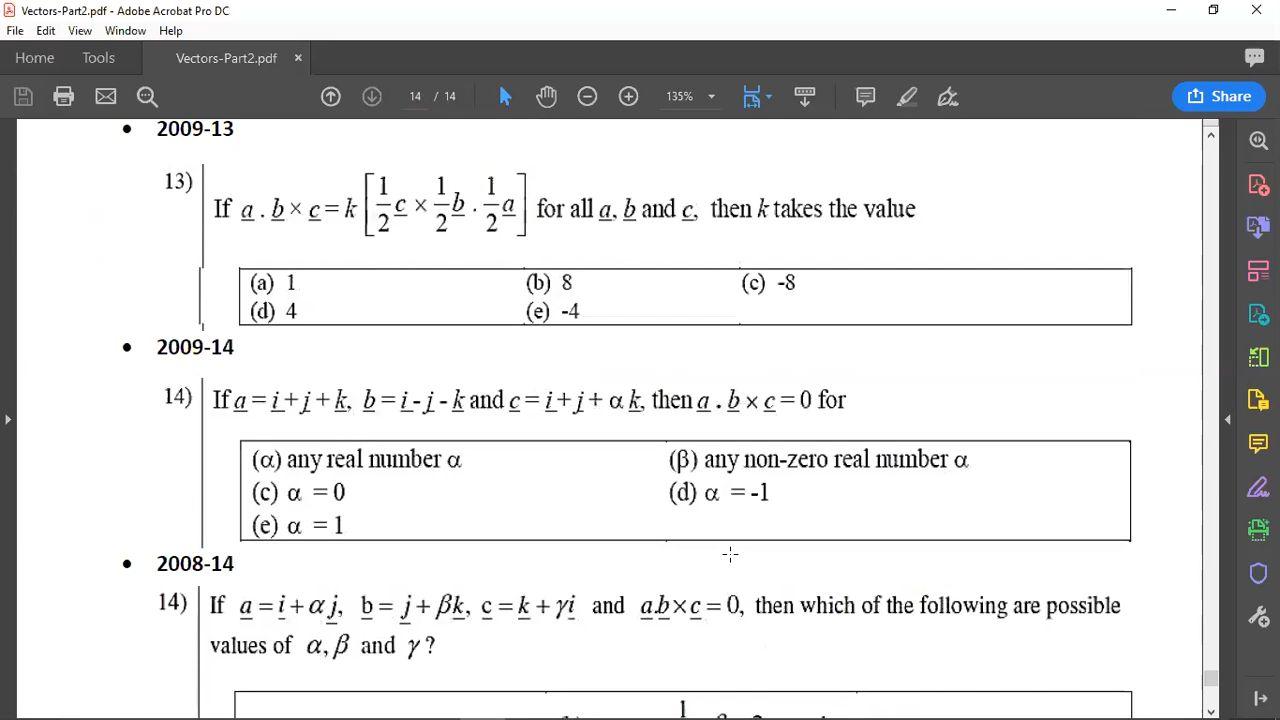 Vectors-Part2.pdf - Adobe Acrobat Pro DC
File Edit View Window Help
Home Tools Vectors-Part2.pdf ×
14 / 14 135% Share
• 2009-13
13) If a . b × c = k [ 1/2 c × 1/2 b . 1/2 a ] for all a, b and c, then k takes the value
(a) 1 (b) 8 (c) -8
(d) 4 (e) -4
• 2009-14
14) If a = i + j + k, b = i - j - k and c = i + j + α k, then a . b × c = 0 for
(α) any real number α (β) any non-zero real number α
(c) α = 0 (d) α = -1
(e) α = 1
• 2008-14
14) If a = i + α j, b = j + βk, c = k + γi and a.b × c = 0, then which of the following are possible
values of α, β and γ ?